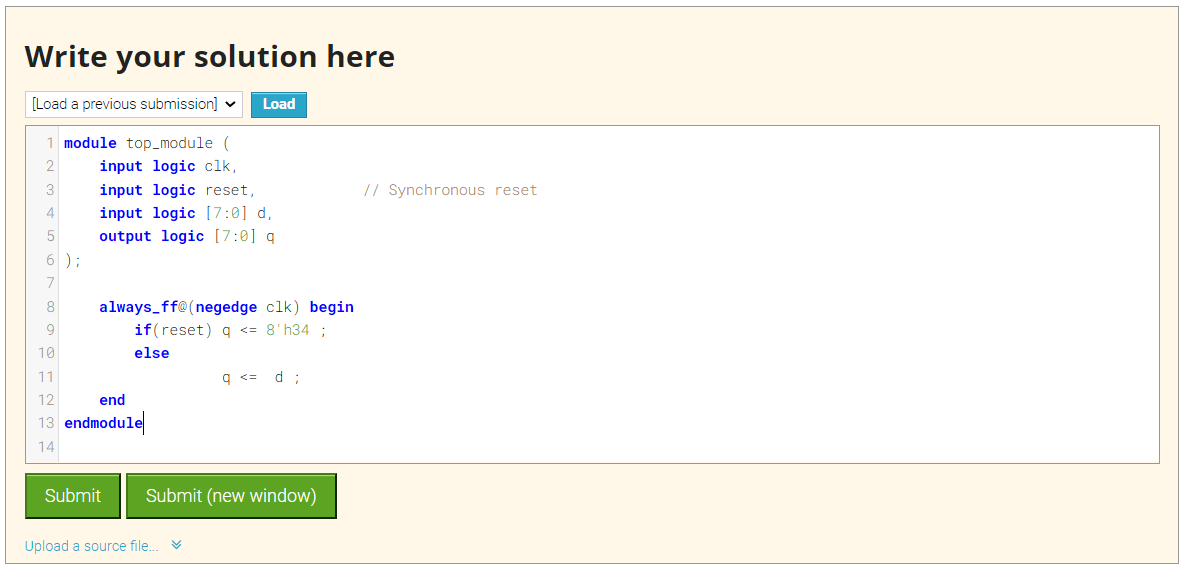 Write your solution here
[Load a previous submission] Load
1 module top_module (
2     input logic clk,
3     input logic reset,            // Synchronous reset
4     input logic [7:0] d,
5     output logic [7:0] q
6 );
7
8     always_ff@(negedge clk) begin
9         if(reset) q <= 8'h34 ;
10         else
11                   q <=  d ;
12     end
13 endmodule
14
Submit Submit (new window)
Upload a source file...